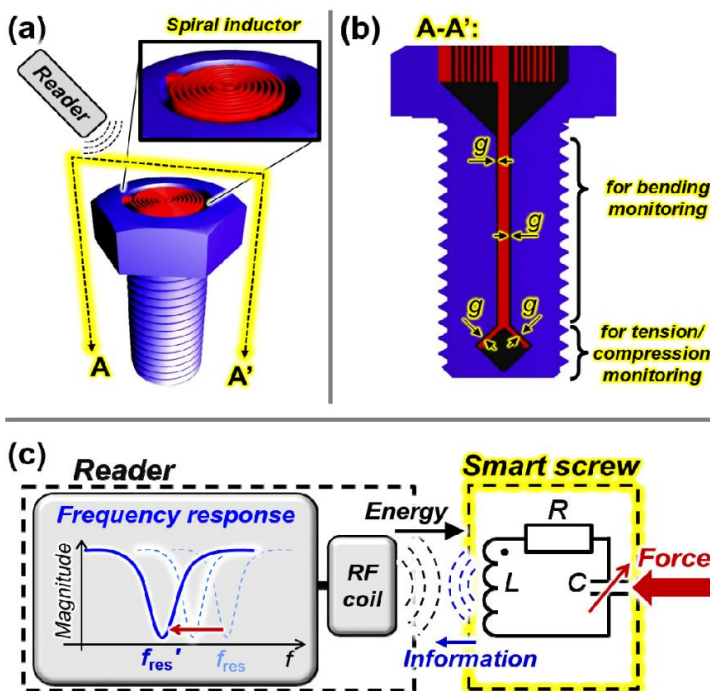 (a)
Spiral inductor
Reader
A
A'
(b)
A-A':
g
g
g
g
for bending
monitoring
for tension/
compression
monitoring
(c)
Reader
Frequency response
Magnitude
fres'
fres
f
RF
coil
Energy
Information
Smart screw
R
L
C
Force